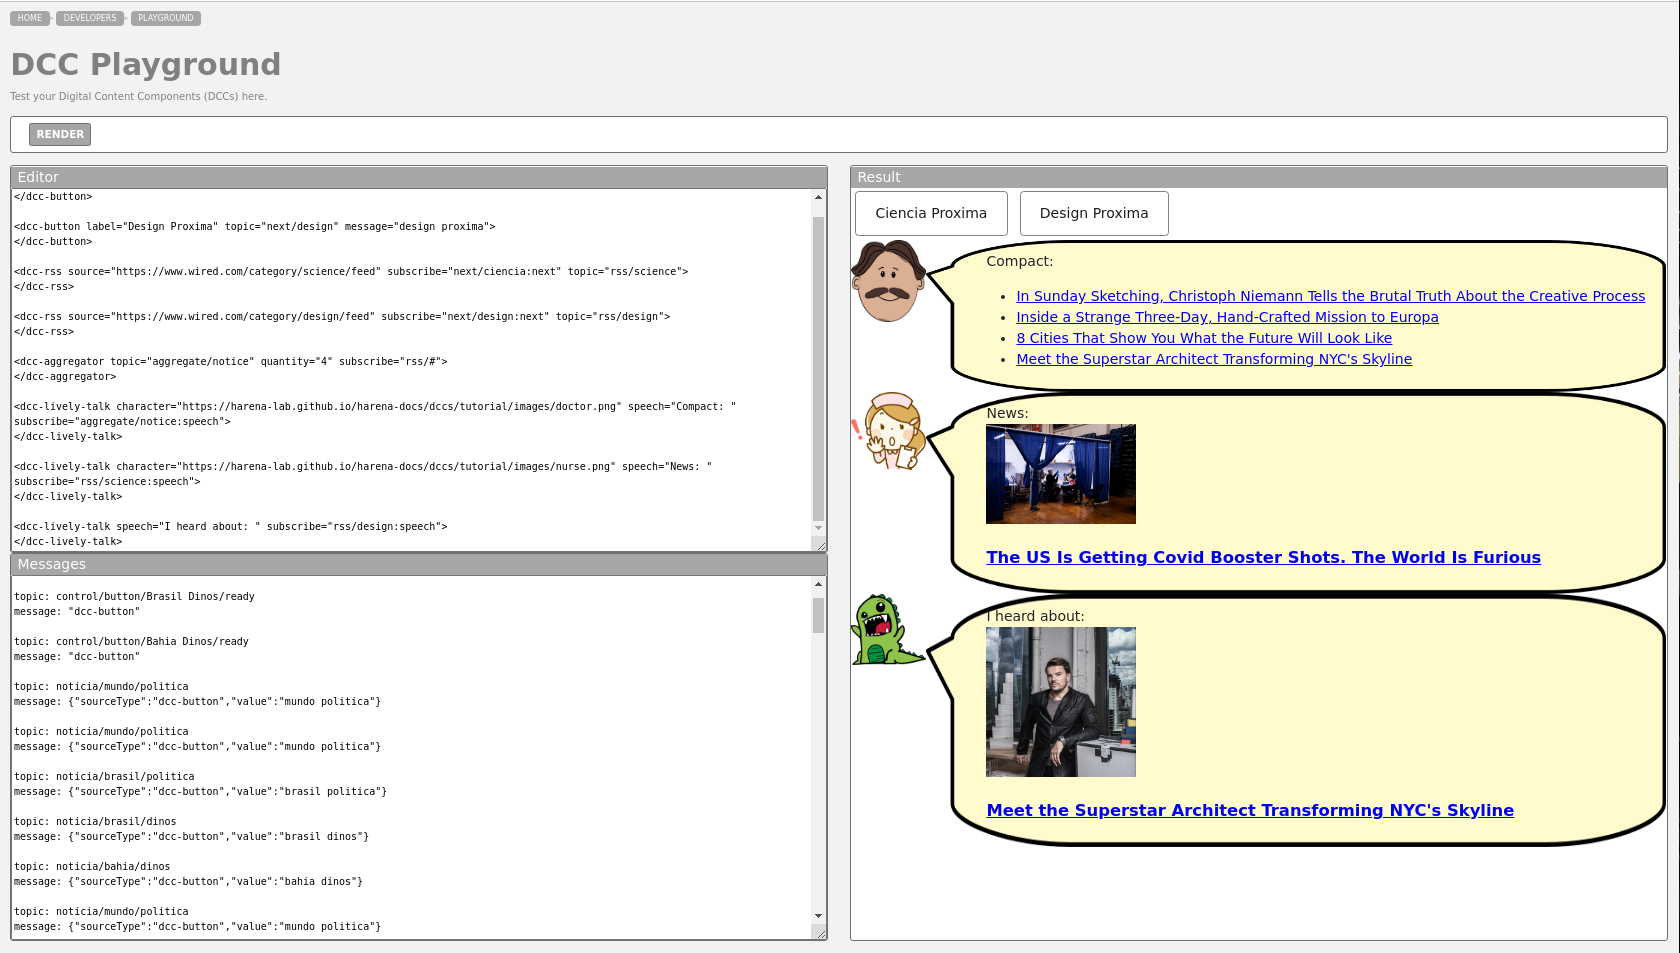 HOME
DEVELOPERS
PLAYGROUND
DCC Playground
Test your Digital Content Components (DCCs) here.
RENDER
Editor
</dcc-button>
<dcc-button label="Design Proxima" topic="next/design" message="design proxima">
</dcc-button>
<dcc-rss source="https://www.wired.com/category/science/feed" subscribe="next/ciencia:next" topic="rss/science">
</dcc-rss>
<dcc-rss source="https://www.wired.com/category/design/feed" subscribe="next/design:next" topic="rss/design">
</dcc-rss>
<dcc-aggregator topic="aggregate/notice" quantity="4" subscribe="rss/#">
</dcc-aggregator>
<dcc-lively-talk character="https://harena-lab.github.io/harena-docs/dccs/tutorial/images/doctor.png" speech="Compact: "
subscribe="aggregate/notice:speech">
</dcc-lively-talk>
<dcc-lively-talk character="https://harena-lab.github.io/harena-docs/dccs/tutorial/images/nurse.png" speech="News: "
subscribe="rss/science:speech">
</dcc-lively-talk>
<dcc-lively-talk speech="I heard about: " subscribe="rss/design:speech">
</dcc-lively-talk>
Messages
topic: control/button/Brasil Dinos/ready
message: "dcc-button"
topic: control/button/Bahia Dinos/ready
message: "dcc-button"
topic: noticia/mundo/politica
message: {"sourceType":"dcc-button","value":"mundo politica"}
topic: noticia/mundo/politica
message: {"sourceType":"dcc-button","value":"mundo politica"}
topic: noticia/brasil/politica
message: {"sourceType":"dcc-button","value":"brasil politica"}
topic: noticia/brasil/dinos
message: {"sourceType":"dcc-button","value":"brasil dinos"}
topic: noticia/bahia/dinos
message: {"sourceType":"dcc-button","value":"bahia dinos"}
topic: noticia/mundo/politica
message: {"sourceType":"dcc-button","value":"mundo politica"}
Result
Ciencia Proxima
Design Proxima
Compact:
• In Sunday Sketching, Christoph Niemann Tells the Brutal Truth About the Creative Process
• Inside a Strange Three-Day, Hand-Crafted Mission to Europa
• 8 Cities That Show You What the Future Will Look Like
• Meet the Superstar Architect Transforming NYC's Skyline
News:
The US Is Getting Covid Booster Shots. The World Is Furious
I heard about:
Meet the Superstar Architect Transforming NYC's Skyline